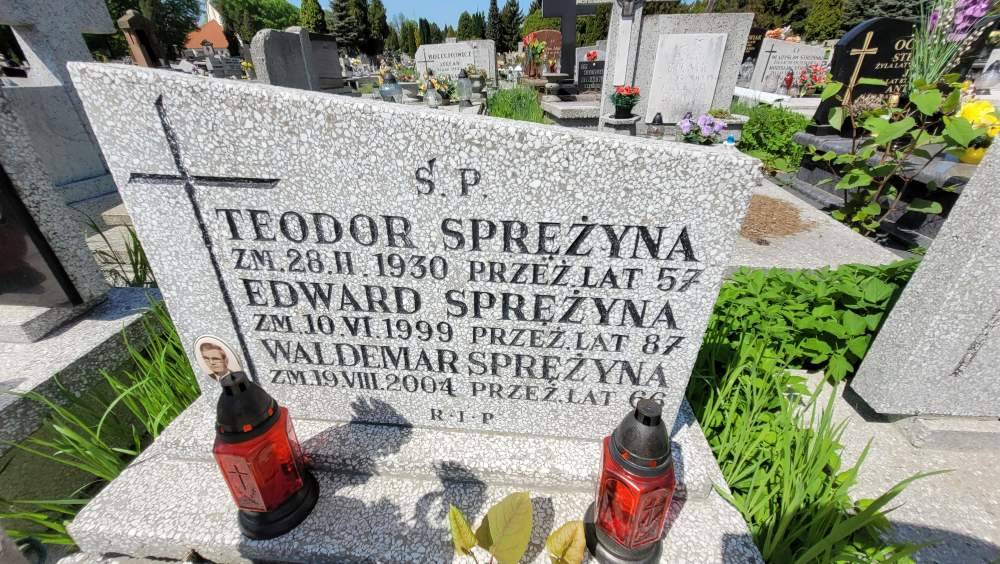 Ś. P.
TEODOR SPRĘŻYNA
ZM. 28. II. 1930 PRZEŻ. LAT 57
EDWARD SPRĘŻYNA
ZM. 10 VI. 1999 PRZEŻ. LAT 87
WALDEMAR SPRĘŻYNA
ZM. 19 VIII. 2004 PRZEŻ. LAT 66
R·I·P